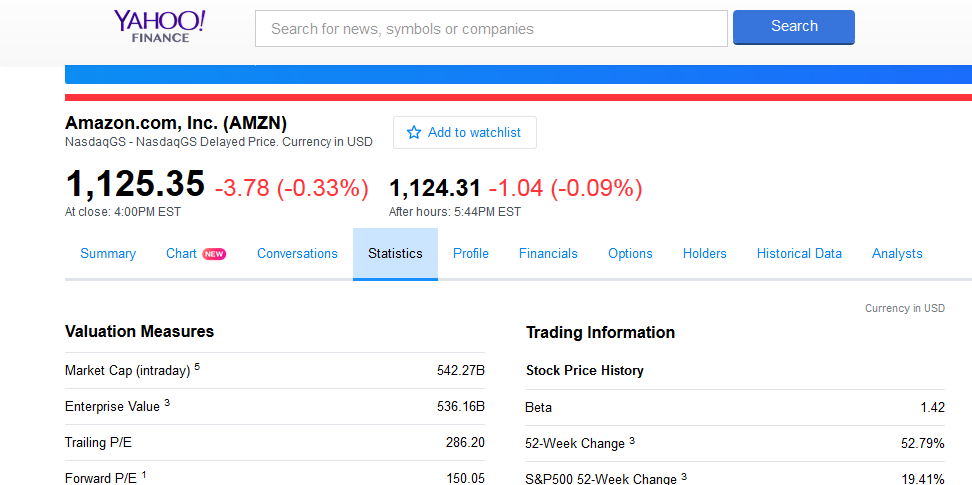 YAHOO!
FINANCE
Search for news, symbols or companies
Search
Amazon.com, Inc. (AMZN)
NasdaqGS - NasdaqGS Delayed Price. Currency in USD
Add to watchlist
1,125.35 -3.78 (-0.33%)
At close: 4:00PM EST
1,124.31 -1.04 (-0.09%)
After hours: 5:44PM EST
Summary Chart NEW Conversations Statistics Profile Financials Options Holders Historical Data Analysts
Currency in USD
Valuation Measures
Market Cap (intraday) 5 542.27B
Enterprise Value 3 536.16B
Trailing P/E 286.20
Forward P/E 1 150.05
Trading Information
Stock Price History
Beta 1.42
52-Week Change 3 52.79%
S&P500 52-Week Change 3 19.41%